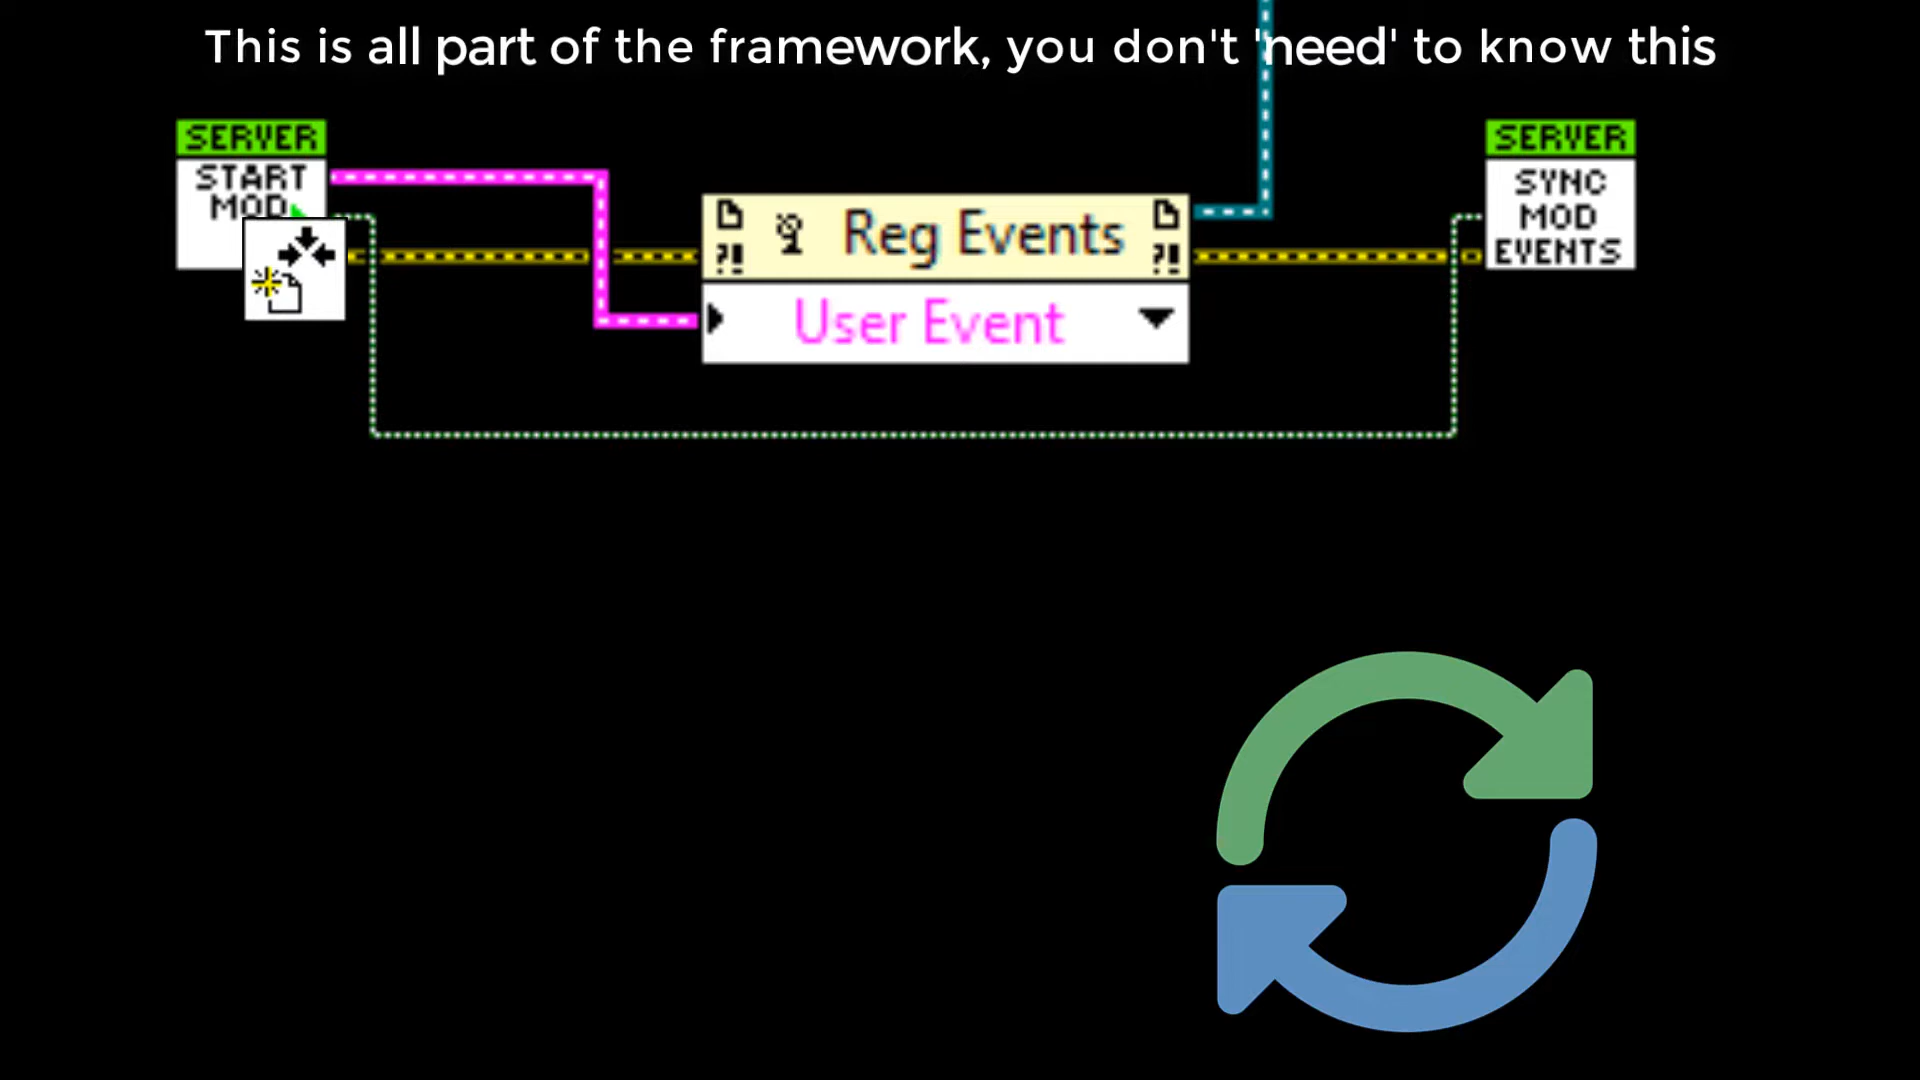 This is all part of the framework, you don't 'need' to know this
SERVER
START
MOD
?! Reg Events ?!
User Event
SERVER
SYNC
MOD
EVENTS